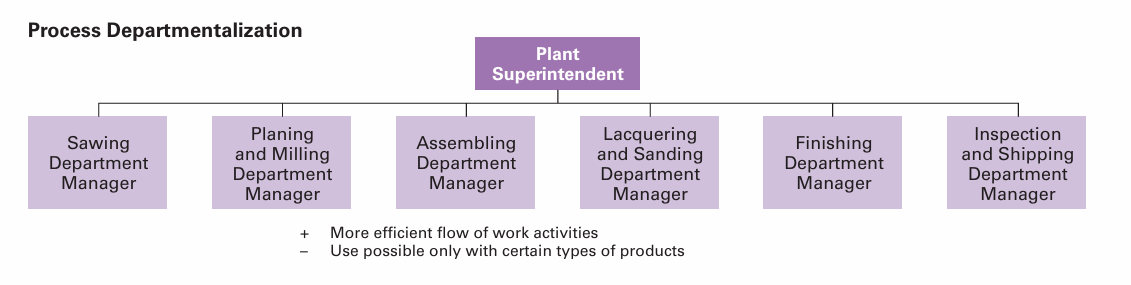 Process Departmentalization
Plant
Superintendent
Sawing
Department
Manager
Planing
and Milling
Department
Manager
Assembling
Department
Manager
Lacquering
and Sanding
Department
Manager
Finishing
Department
Manager
Inspection
and Shipping
Department
Manager
+ More efficient flow of work activities
– Use possible only with certain types of products